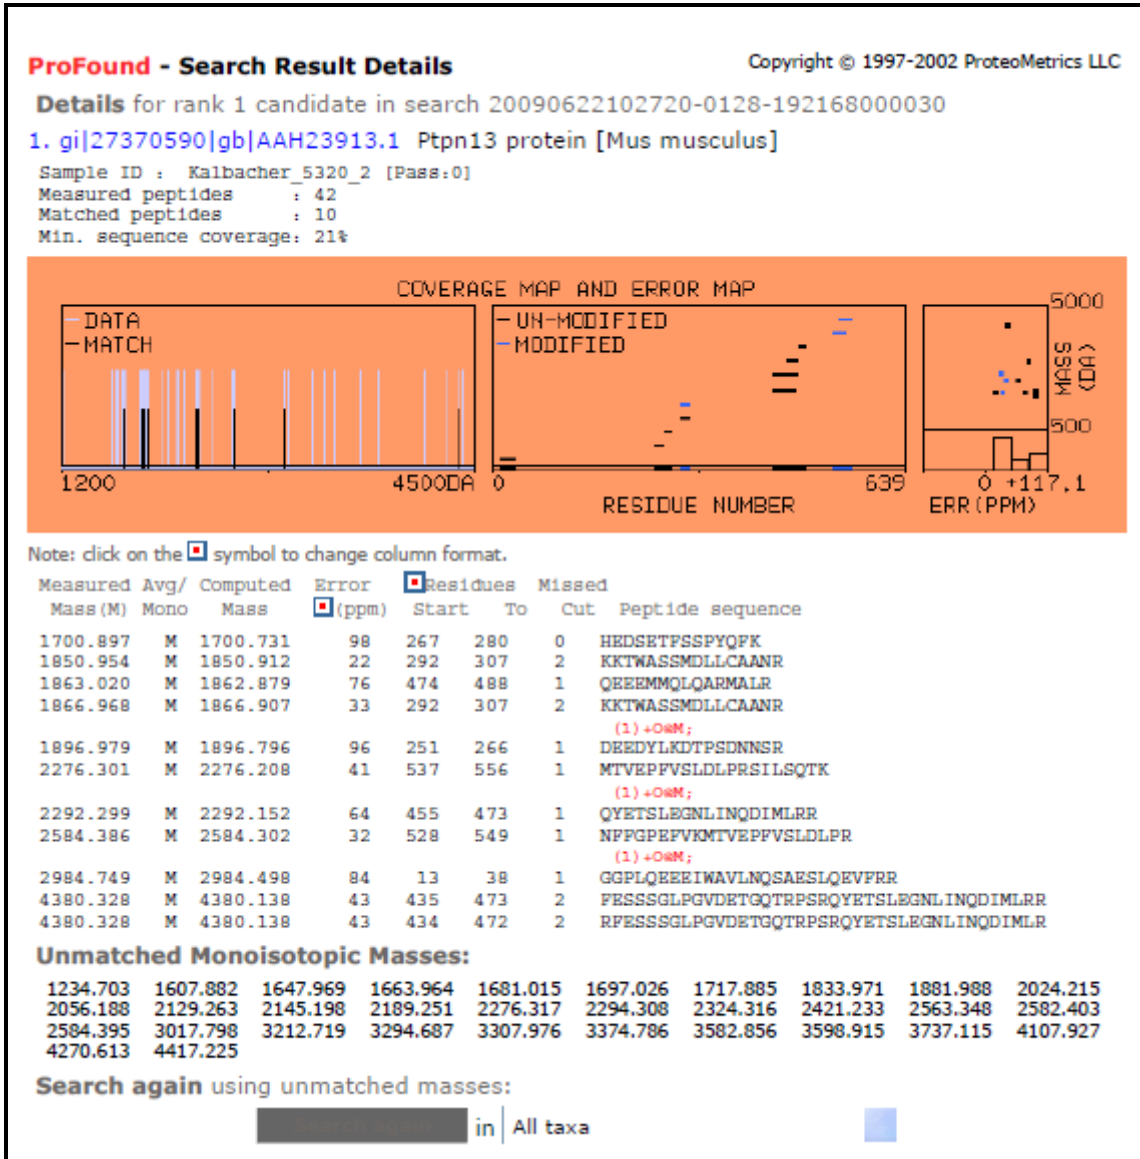 ProFound - Search Result Details
Copyright © 1997-2002 ProteoMetrics LLC
Details for rank 1 candidate in search 20090622102720-0128-192168000030
1. gi|27370590|gb|AAH23913.1 Ptpn13 protein [Mus musculus]
Sample ID : Kalbacher_5320_2 [Pass:0]
Measured peptides : 42
Matched peptides : 10
Min. sequence coverage: 21%
COVERAGE MAP AND ERROR MAP
DATA
MATCH
1200 4500DA
UN-MODIFIED
MODIFIED
0 639
RESIDUE NUMBER
5000
MASS (DA)
500
0 +117.1
ERR(PPM)
Note: click on the symbol to change column format.
Measured Avg/ Computed Error Residues Missed
Mass(M) Mono Mass (ppm) Start To Cut Peptide sequence
1700.897 M 1700.731 98 267 280 0 HEDSETFSSPYQFK
1850.954 M 1850.912 22 292 307 2 KKTWASSMDLLCAANR
1863.020 M 1862.879 76 474 488 1 QEEEMMQLQARMALR
1866.968 M 1866.907 33 292 307 2 KKTWASSMDLLCAANR
(1)+O@M;
1896.979 M 1896.796 96 251 266 1 DEEDYLKDTPSDNNSR
2276.301 M 2276.208 41 537 556 1 MTVEPFVSLDLPRSILSQTK
(1)+O@M;
2292.299 M 2292.152 64 455 473 1 QYETSLEGNLINQDIMLRR
2584.386 M 2584.302 32 528 549 1 NFFGPEFVKMTVEPFVSLDLPR
(1)+O@M;
2984.749 M 2984.498 84 13 38 1 GGPLQEEEIWAVLNQSAESLQEVFRR
4380.328 M 4380.138 43 435 473 2 FESSSGLPGVDETGQTRPSRQYETSLEGNLINQDIMLRR
4380.328 M 4380.138 43 434 472 2 RFESSSGLPGVDETGQTRPSRQYETSLEGNLINQDIMLR
Unmatched Monoisotopic Masses:
1234.703 1607.882 1647.969 1663.964 1681.015 1697.026 1717.885 1833.971 1881.988 2024.215
2056.188 2129.263 2145.198 2189.251 2276.317 2294.308 2324.316 2421.233 2563.348 2582.403
2584.395 3017.798 3212.719 3294.687 3307.976 3374.786 3582.856 3598.915 3737.115 4107.927
4270.613 4417.225
Search again using unmatched masses:
in All taxa